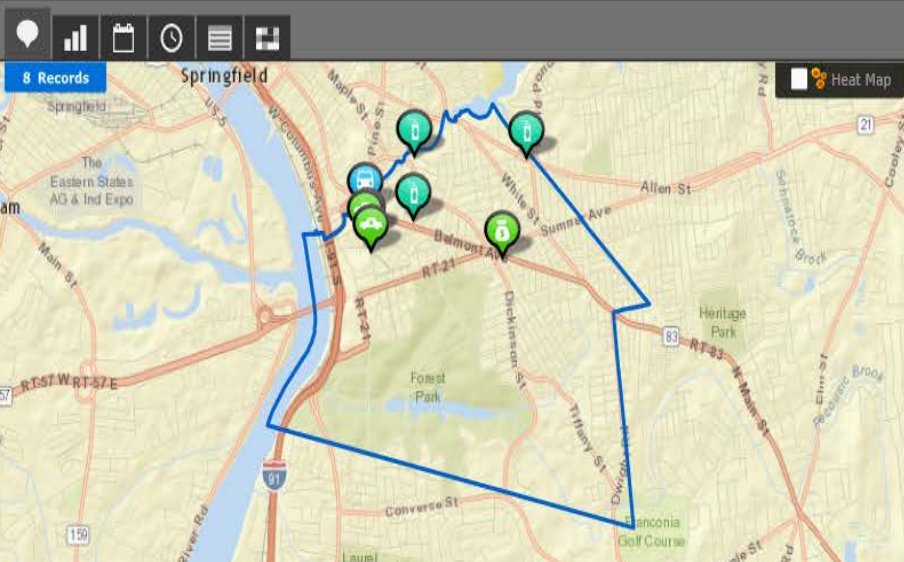 8 Records
Springfield
Heat Map
Springfield
US-5
W-Columbus-Ave
Maple St
Pine St
21
The
Eastern States
AG & Ind Expo
am
Allen St
White St
Sumner Ave
Main St
Belmont Ave
RT-21
I-91 S
RT-21
Dickinson St
Heritage
Park
83
RT-83
N-Main St
Elm St
RT-57 W
RT-57 E
57
Forest
Park
Tiffany St
91
Converse St
Franconia
Golf Course
159
River Rd
Laurel
Rd